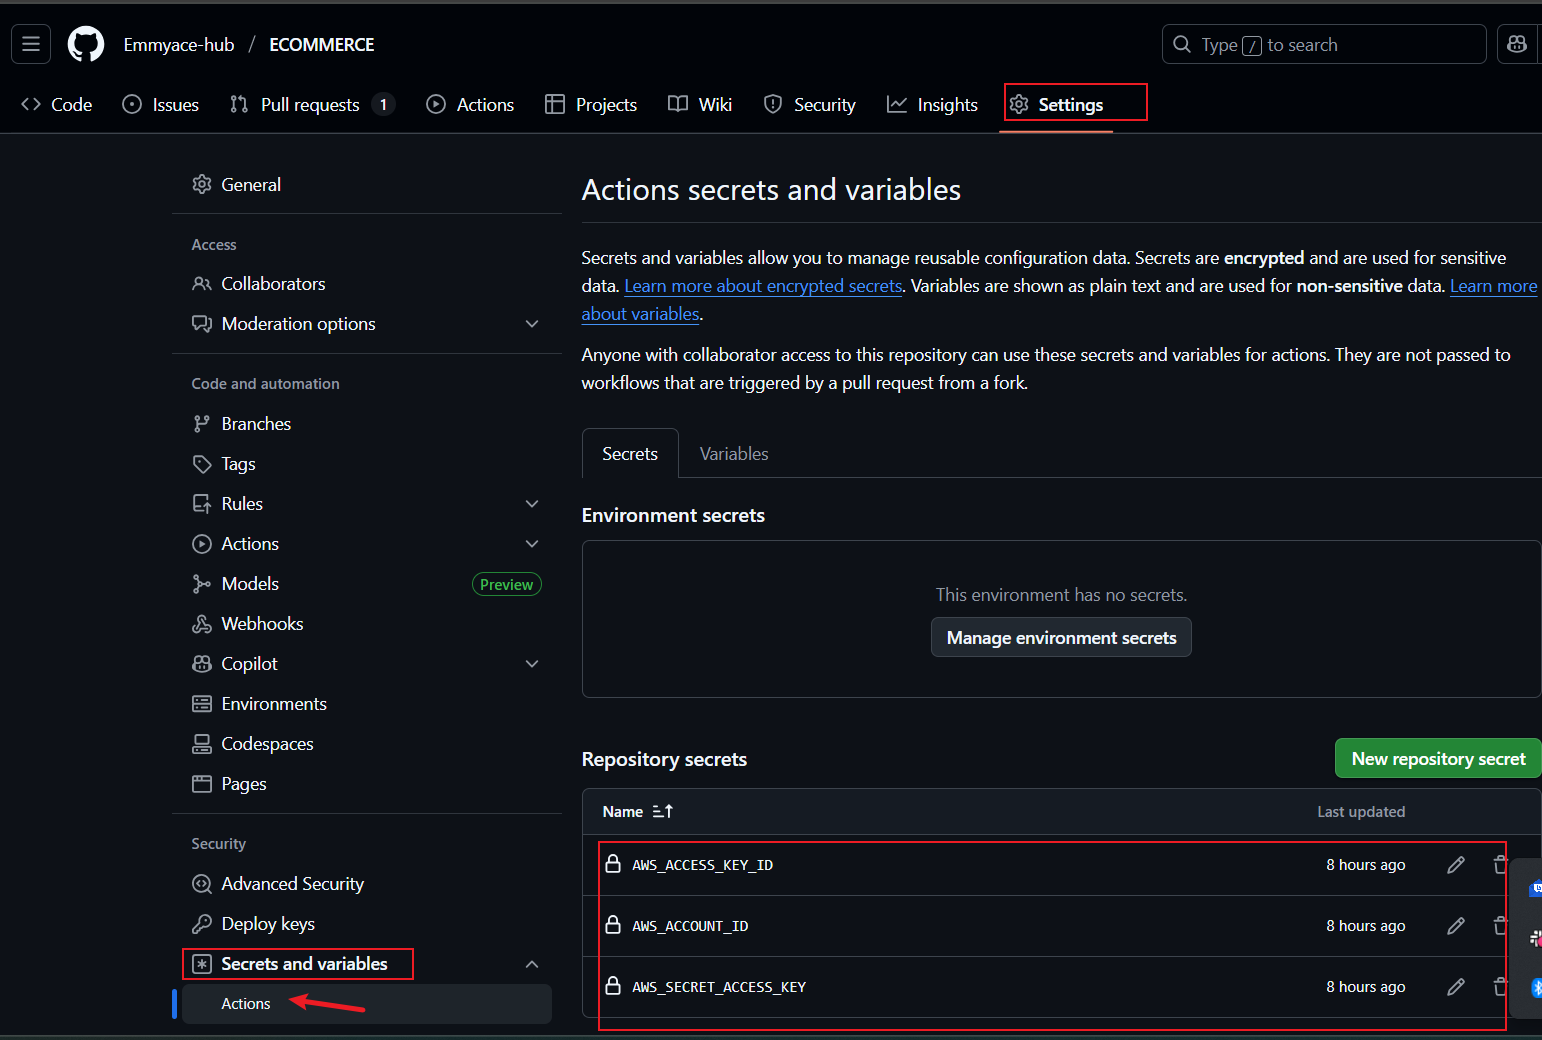 Emmyace-hub / ECOMMERCE
Type / to search
Code
Issues
Pull requests 1
Actions
Projects
Wiki
Security
Insights
Settings
General
Access
Collaborators
Moderation options
Code and automation
Branches
Tags
Rules
Actions
Models Preview
Webhooks
Copilot
Environments
Codespaces
Pages
Security
Advanced Security
Deploy keys
Secrets and variables
Actions
Actions secrets and variables
Secrets and variables allow you to manage reusable configuration data. Secrets are encrypted and are used for sensitive
data. Learn more about encrypted secrets. Variables are shown as plain text and are used for non-sensitive data. Learn more
about variables.
Anyone with collaborator access to this repository can use these secrets and variables for actions. They are not passed to
workflows that are triggered by a pull request from a fork.
Secrets
Variables
Environment secrets
This environment has no secrets.
Manage environment secrets
Repository secrets
New repository secret
Name
Last updated
AWS_ACCESS_KEY_ID 8 hours ago
AWS_ACCOUNT_ID 8 hours ago
AWS_SECRET_ACCESS_KEY 8 hours ago